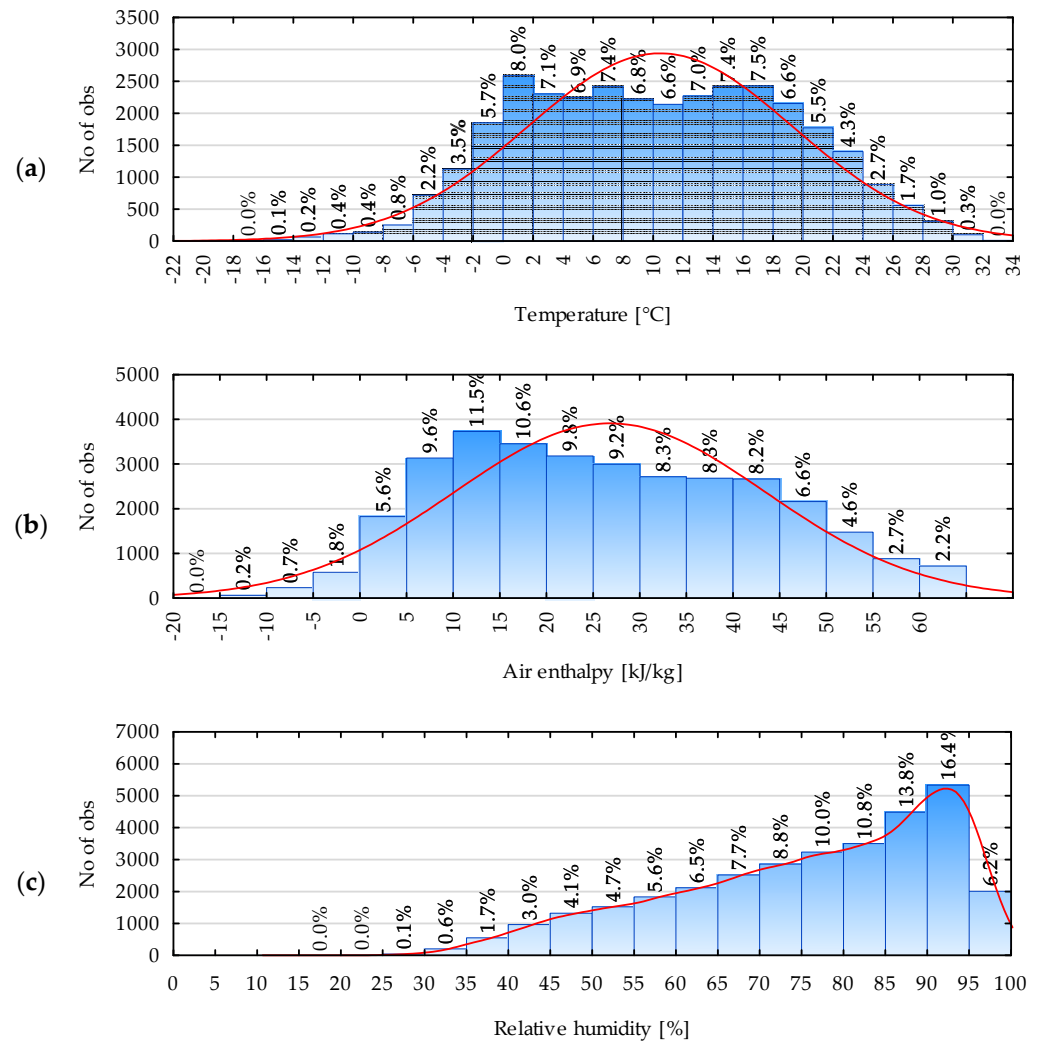 (a)
No of obs
3500
3000
2500
2000
1500
1000
500
0
0.0% 0.1% 0.2% 0.4% 0.4% 0.8% 2.2% 3.5% 5.7% 8.0% 7.1% 6.9% 7.4% 6.8% 6.6% 7.0% 7.4% 7.5% 6.6% 5.5% 4.3% 2.7% 1.7% 1.0% 0.3% 0.0%
-22 -20 -18 -16 -14 -12 -10 -8 -6 -4 -2 0 2 4 6 8 10 12 14 16 18 20 22 24 26 28 30 32 34
Temperature [°C]
(b)
No of obs
5000
4000
3000
2000
1000
0
0.0% 0.2% 0.7% 1.8% 5.6% 9.6% 11.5% 10.6% 9.8% 9.2% 8.3% 8.3% 8.2% 6.6% 4.6% 2.7% 2.2%
-20 -15 -10 -5 0 5 10 15 20 25 30 35 40 45 50 55 60
Air enthalpy [kJ/kg]
(c)
No of obs
7000
6000
5000
4000
3000
2000
1000
0
0.0% 0.0% 0.1% 0.6% 1.7% 3.0% 4.1% 4.7% 5.6% 6.5% 7.7% 8.8% 10.0% 10.8% 13.8% 16.4% 6.2%
0 5 10 15 20 25 30 35 40 45 50 55 60 65 70 75 80 85 90 95 100
Relative humidity [%]